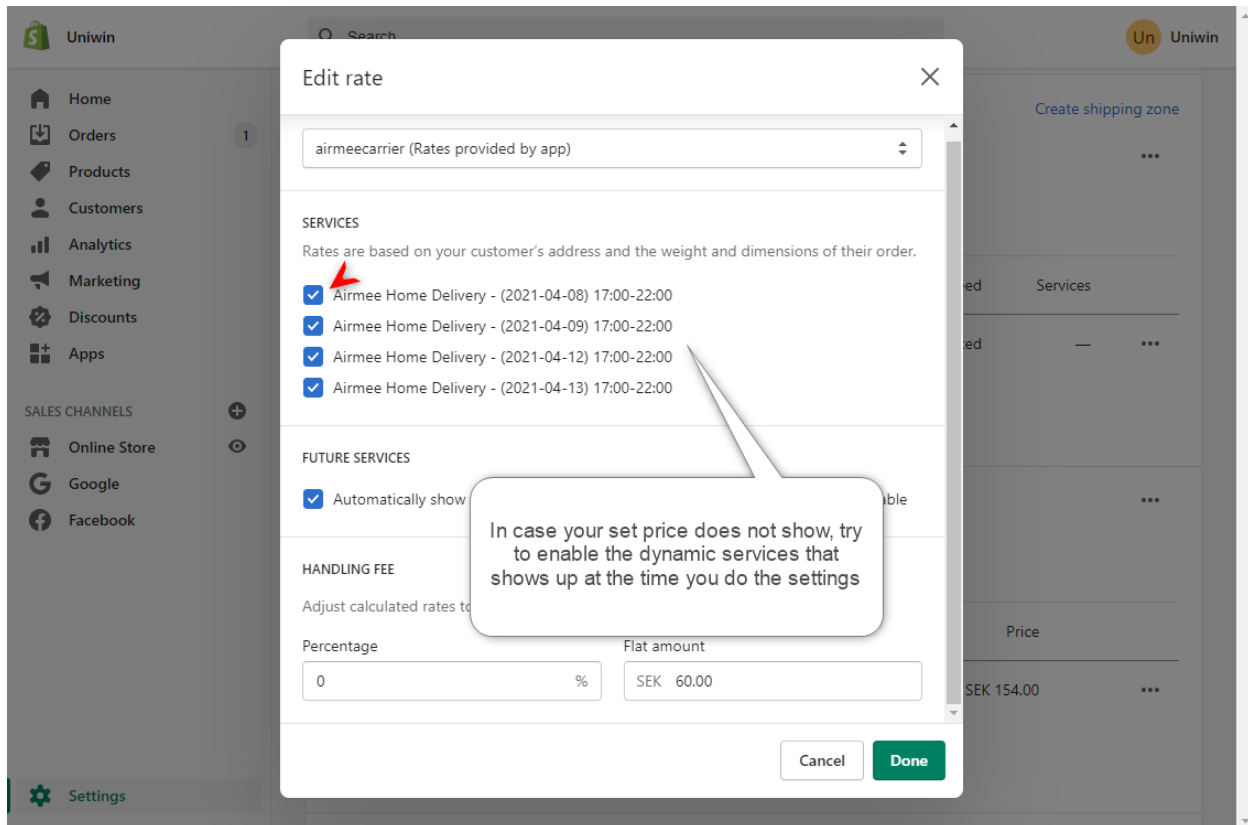 Uniwin
Search
Un Uniwin
Edit rate
Home
Orders 1
Products
Customers
Analytics
Marketing
Discounts
Apps
SALES CHANNELS
Online Store
Google
Facebook
Settings
Create shipping zone
airmeecarrier (Rates provided by app)
SERVICES
Rates are based on your customer's address and the weight and dimensions of their order.
Airmee Home Delivery - (2021-04-08) 17:00-22:00
Airmee Home Delivery - (2021-04-09) 17:00-22:00
Airmee Home Delivery - (2021-04-12) 17:00-22:00
Airmee Home Delivery - (2021-04-13) 17:00-22:00
ed Services
ed —
FUTURE SERVICES
Automatically show
able
In case your set price does not show, try
to enable the dynamic services that
shows up at the time you do the settings
HANDLING FEE
Adjust calculated rates to
Percentage
Flat amount
0 %
SEK 60.00
Price
SEK 154.00
Cancel
Done